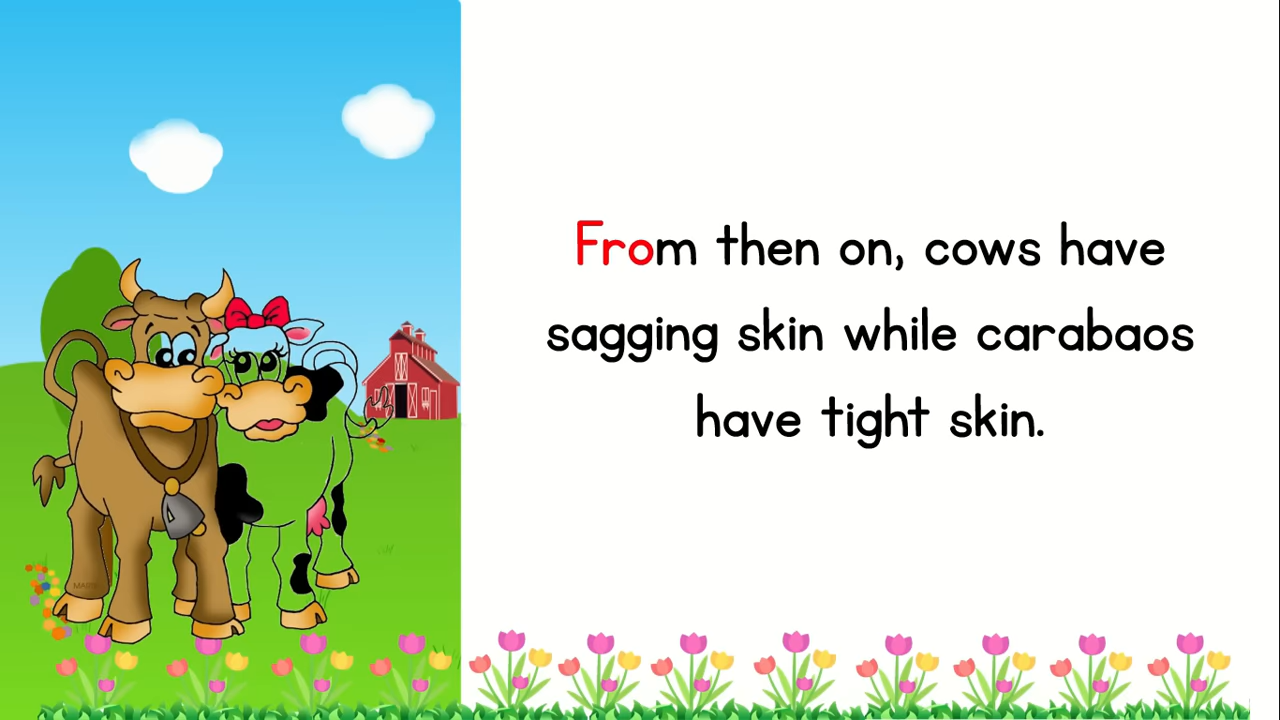 From then on, cows have
sagging skin while carabaos
have tight skin.